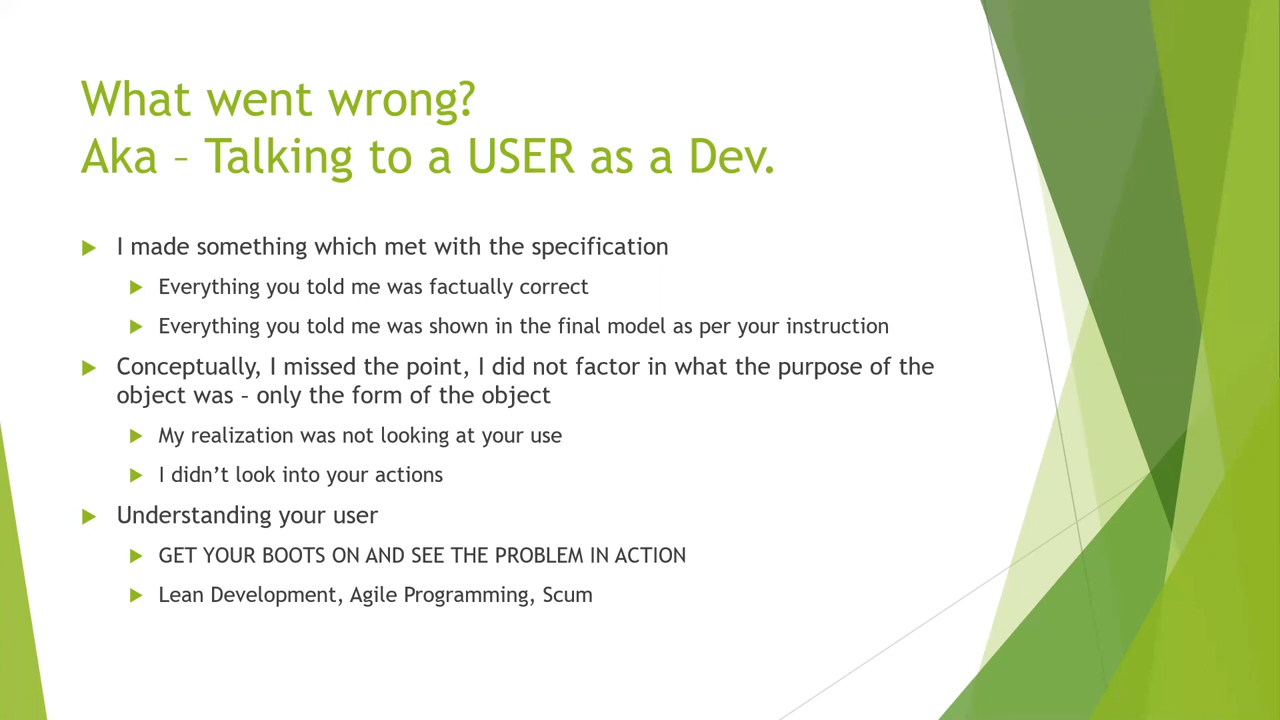 What went wrong?
Aka – Talking to a USER as a Dev.
I made something which met with the specification
Everything you told me was factually correct
Everything you told me was shown in the final model as per your instruction
Conceptually, I missed the point, I did not factor in what the purpose of the
object was – only the form of the object
My realization was not looking at your use
I didn’t look into your actions
Understanding your user
GET YOUR BOOTS ON AND SEE THE PROBLEM IN ACTION
Lean Development, Agile Programming, Scum